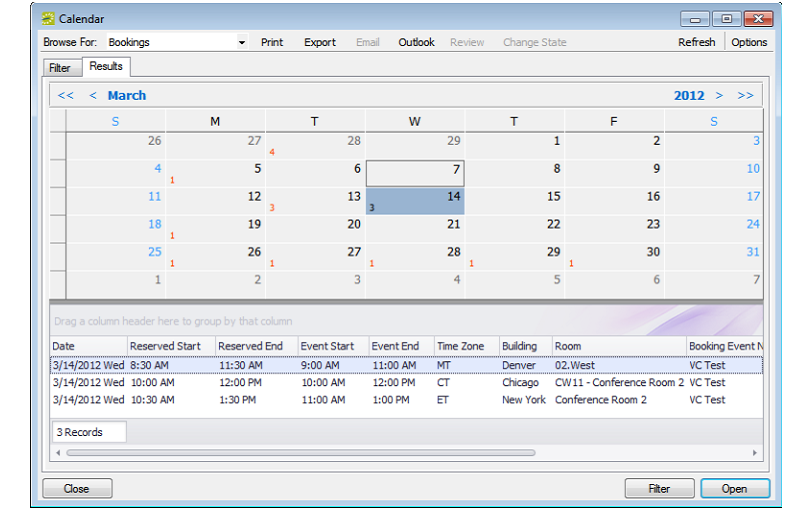 Calendar
Browse For: Bookings Print Export Email Outlook Review Change State Refresh Options
Filter Results
<< < March 2012 > >>
S M T W T F S
26 27 28 29 1 2 3
4
4 5 6 7 8 9 10
1
11 12 13 14 15 16 17
3 3
18 19 20 21 22 23 24
1
25 26 27 28 29 30 31
1 1 1 1 1
1 2 3 4 5 6 7
Drag a column header here to group by that column
Date Reserved Start Reserved End Event Start Event End Time Zone Building Room Booking Event N
3/14/2012 Wed 8:30 AM 11:30 AM 9:00 AM 11:00 AM MT Denver 02.West VC Test
3/14/2012 Wed 10:00 AM 12:00 PM 10:00 AM 12:00 PM CT Chicago CW11 - Conference Room 2 VC Test
3/14/2012 Wed 10:30 AM 1:30 PM 11:00 AM 1:00 PM ET New York Conference Room 2 VC Test
3 Records
Close Filter Open